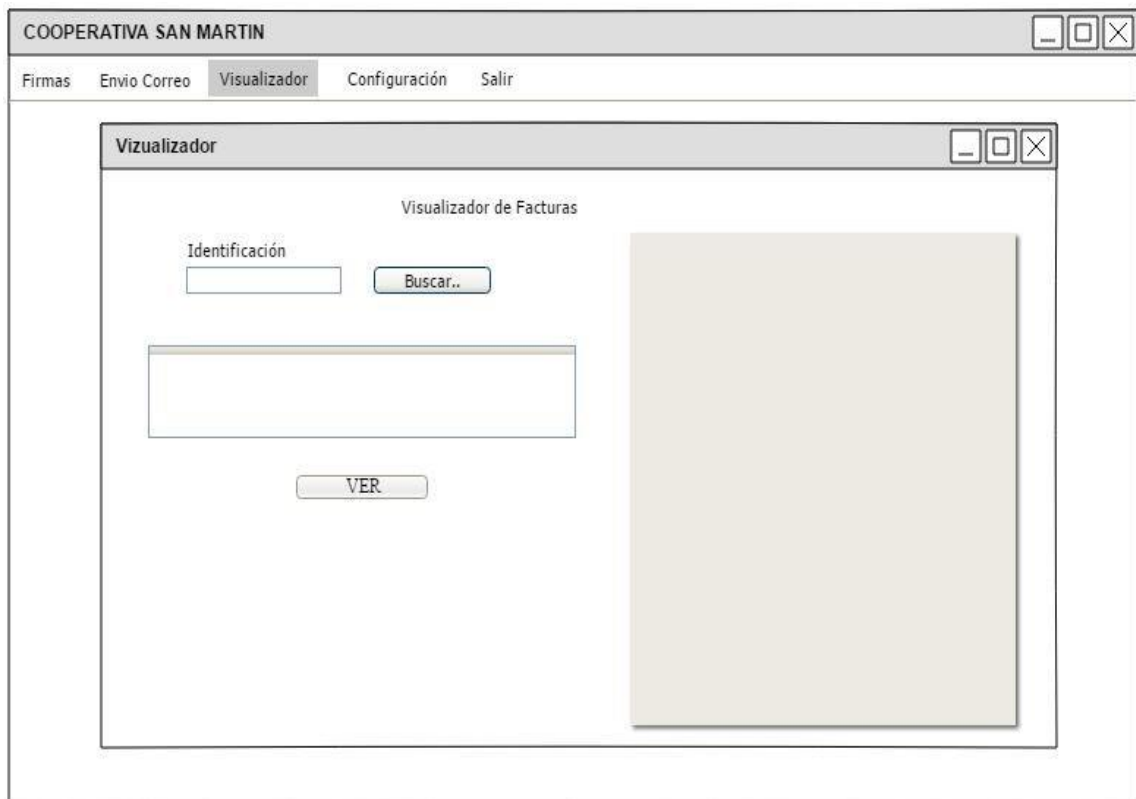 COOPERATIVA SAN MARTIN
Firmas Envio Correo Visualizador Configuración Salir
Vizualizador
Visualizador de Facturas
Identificación
Buscar..
VER